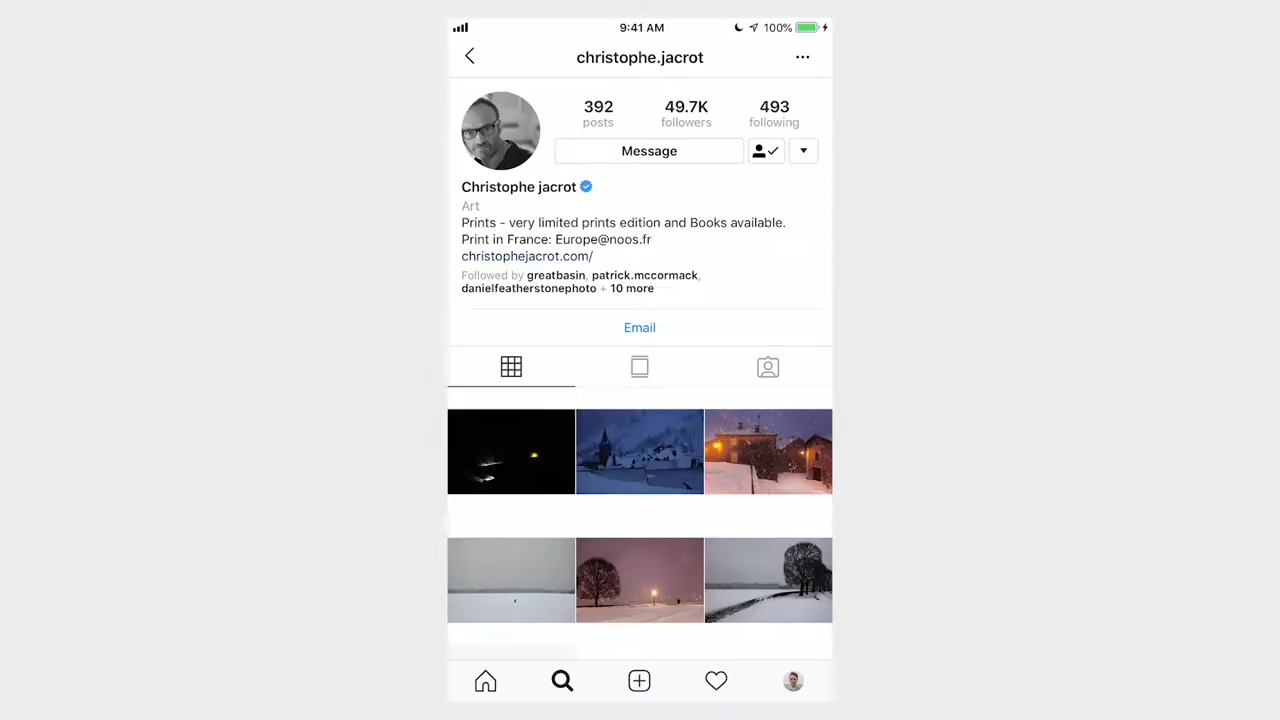 9:41 AM
100%
christophe.jacrot
...
392 49.7K 493
posts followers following
Message
Christophe jacrot
Art
Prints - very limited prints edition and Books available.
Print in France: Europe@noos.fr
christophejacrot.com/
Followed by greatbasin, patrick.mccormack,
danielfeatherstonephoto + 10 more
Email